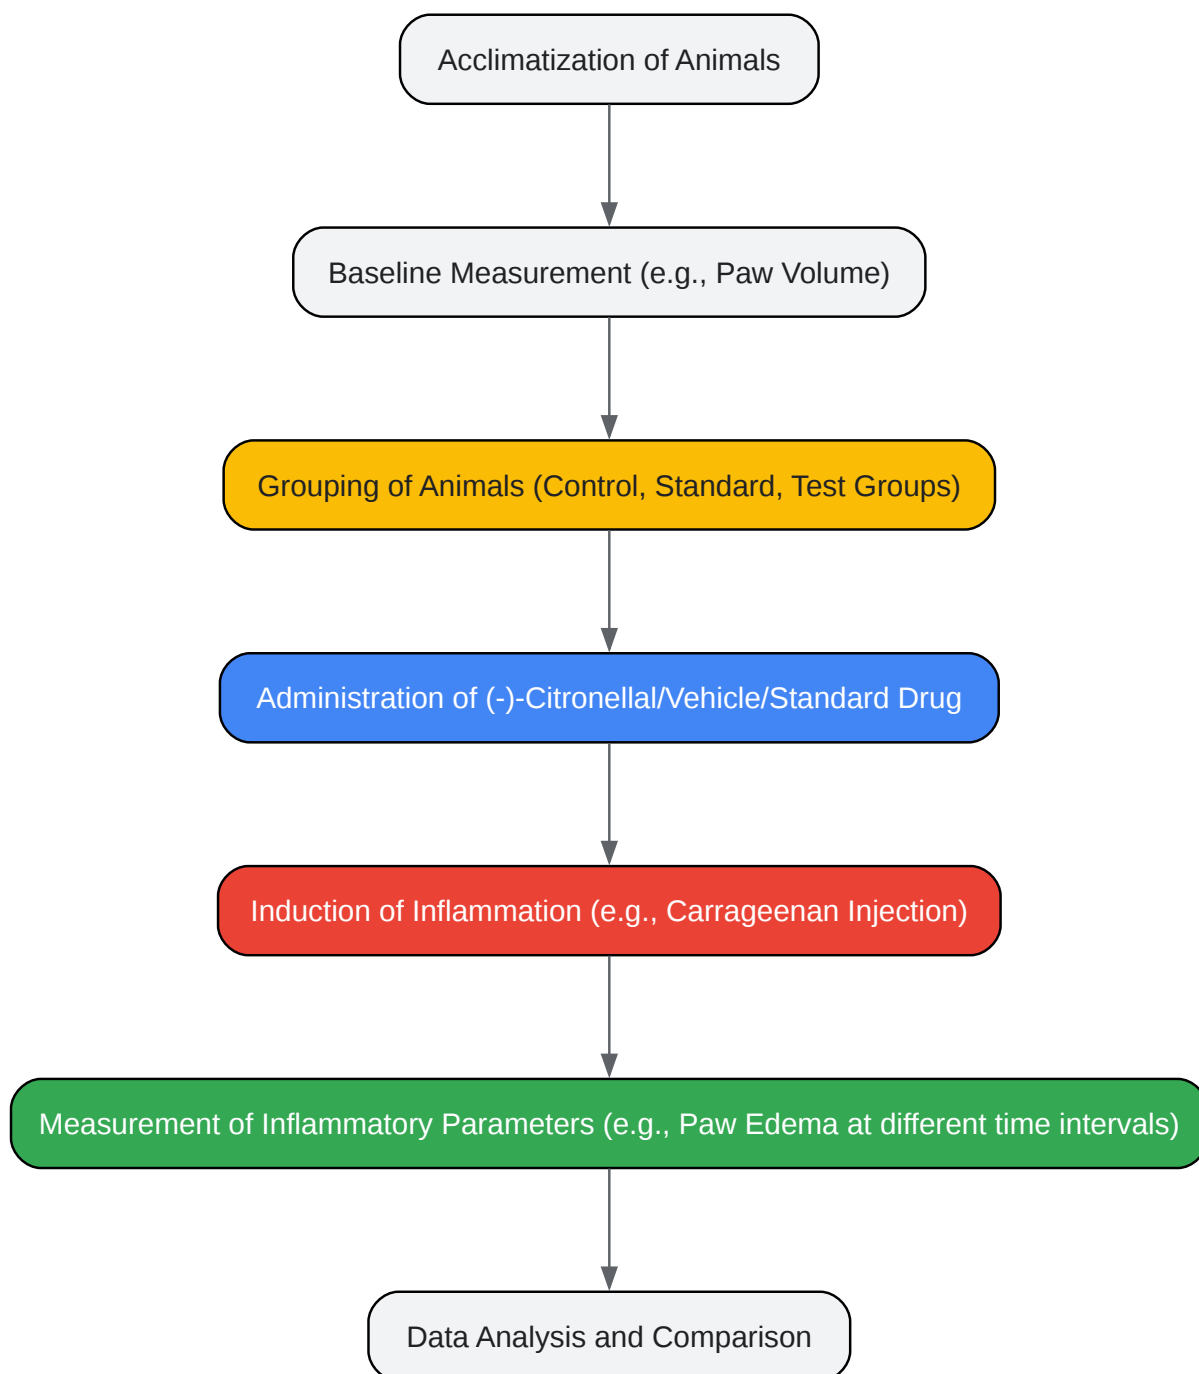 Acclimatization of Animals
Baseline Measurement (e.g., Paw Volume)
Grouping of Animals (Control, Standard, Test Groups)
Administration of (-)-Citronellal/Vehicle/Standard Drug
Induction of Inflammation (e.g., Carrageenan Injection)
Measurement of Inflammatory Parameters (e.g., Paw Edema at different time intervals)
Data Analysis and Comparison